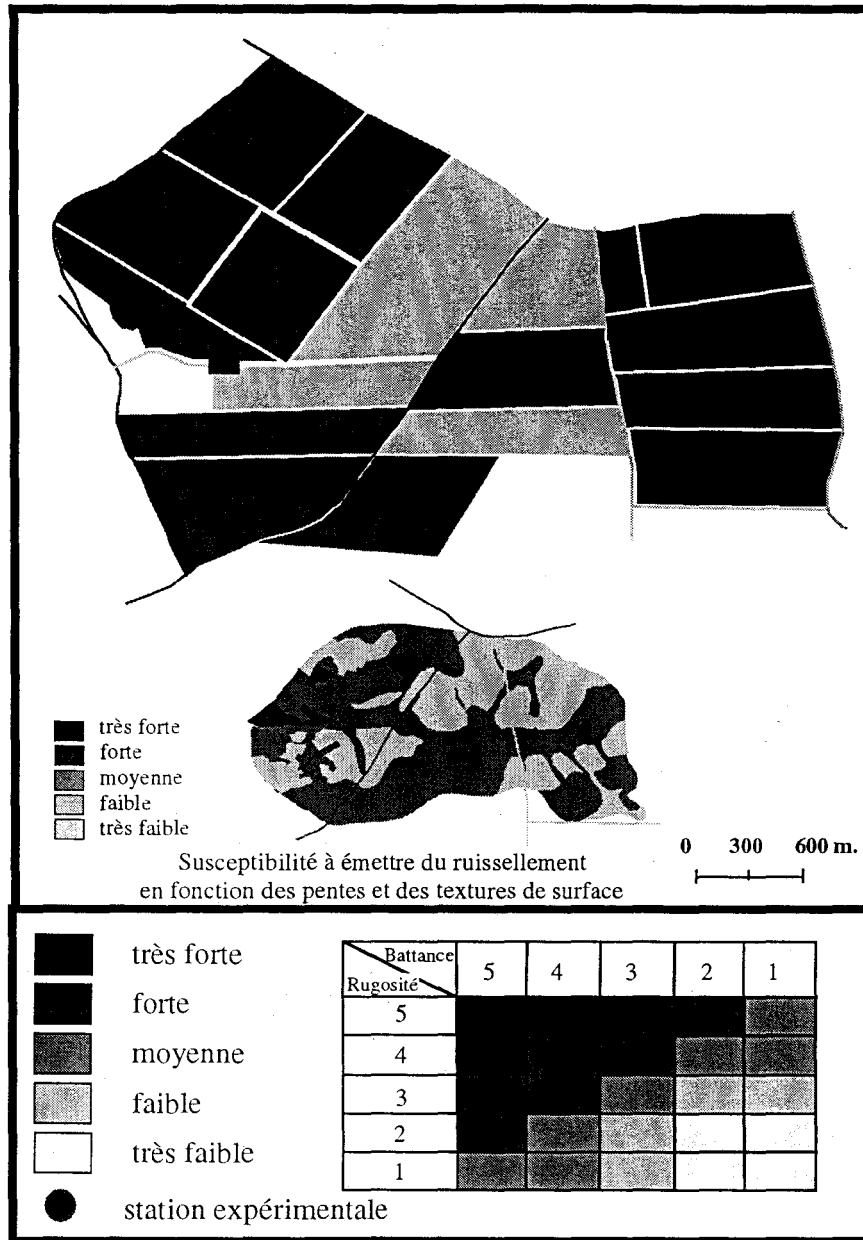 très forte
forte
moyenne
faible
très faible
Susceptibilité à émettre du ruissellement
en fonction des pentes et des textures de surface
0 300 600 m.
très forte
forte
moyenne
faible
très faible
station expérimentale
Battance
Rugosité
5 4 3 2 1
5
4
3
2
1